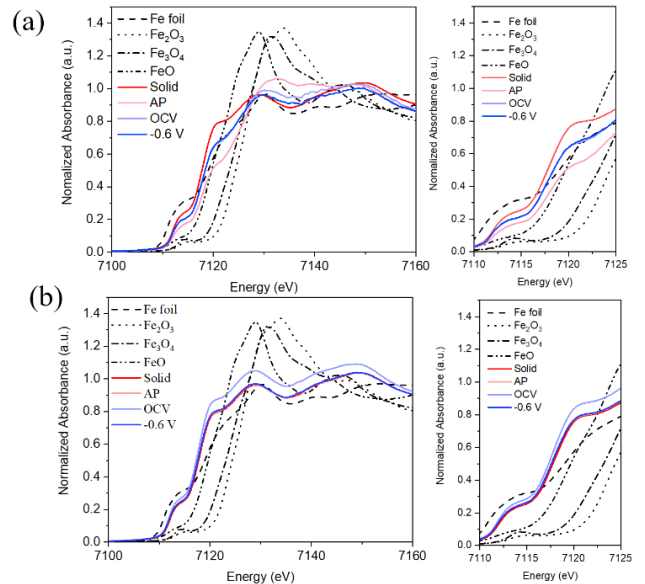 (a)
Nomalized Absorbance (a.u.)
1.4
1.2
1.0
0.8
0.6
0.4
0.2
0.0
Fe foil
Fe₂O₃
Fe₃O₄
FeO
Solid
AP
OCV
-0.6 V
7100 7120 7140 7160
Energy (eV)
Nomalized Absorbance (a.u.)
1.4
1.2
1.0
0.8
0.6
0.4
0.2
0.0
Fe foil
Fe₂O₃
Fe₃O₄
FeO
Solid
AP
OCV
-0.6 V
7110 7115 7120 7125
Energy (eV)
(b)
Normalized Absorbance (a.u.)
1.4
1.2
1.0
0.8
0.6
0.4
0.2
0.0
Fe foil
Fe₂O₃
Fe₃O₄
FeO
Solid
AP
OCV
-0.6 V
7100 7120 7140 7160
Energy (eV)
Normalized Absorbance (a.u.)
1.4
1.2
1.0
0.8
0.6
0.4
0.2
0.0
Fe foil
Fe₂O₃
Fe₃O₄
FeO
Solid
AP
OCV
-0.6 V
7110 7115 7120 7125
Energy (eV)